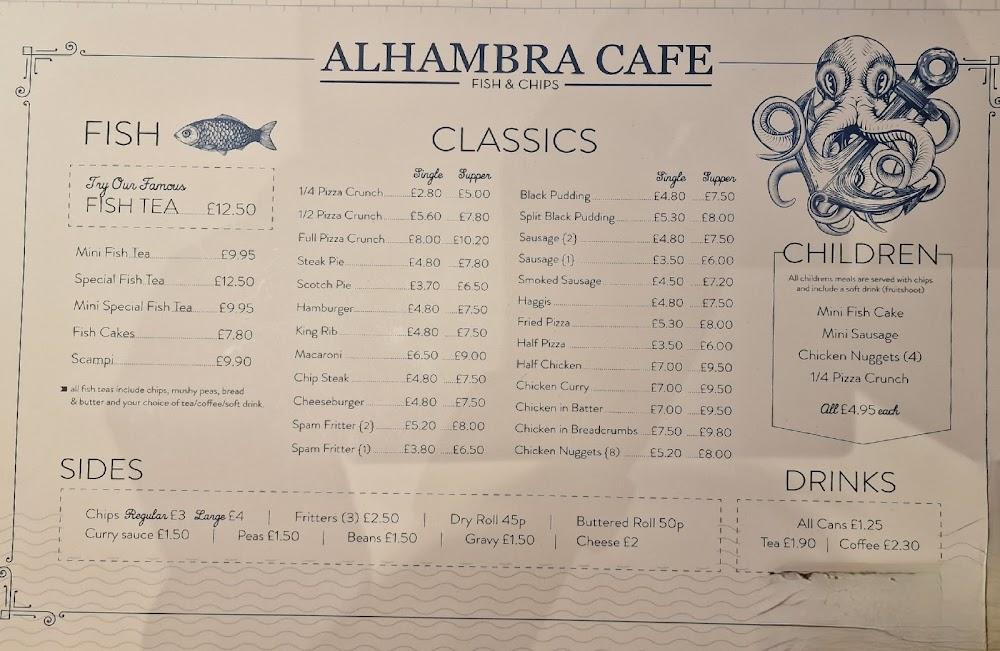 ALHAMBRA CAFE
FISH & CHIPS
FISH
Try Our Famous
FISH TEA £12.50
Mini Fish Tea £9.95
Special Fish Tea £12.50
Mini Special Fish Tea £9.95
Fish Cakes £7.80
Scampi £9.90
all fish teas include chips, mushy peas, bread
& butter and your choice of tea/coffee/soft drink.
CLASSICS
Single Supper
1/4 Pizza Crunch £2.80 £5.00
1/2 Pizza Crunch £5.60 £7.80
Full Pizza Crunch £8.00 £10.20
Steak Pie £4.80 £7.80
Scotch Pie £3.70 £6.50
Hamburger £4.80 £7.50
King Rib £4.80 £7.50
Macaroni £6.50 £9.00
Chip Steak £4.80 £7.50
Cheeseburger £4.80 £7.50
Spam Fritter (2) £5.20 £8.00
Spam Fritter (1) £3.80 £6.50
Single Supper
Black Pudding £4.80 £7.50
Split Black Pudding £5.30 £8.00
Sausage (2) £4.80 £7.50
Sausage (1) £3.50 £6.00
Smoked Sausage £4.50 £7.20
Haggis £4.80 £7.50
Fried Pizza £5.30 £8.00
Half Pizza £3.50 £6.00
Half Chicken £7.00 £9.50
Chicken Curry £7.00 £9.50
Chicken in Batter £7.00 £9.50
Chicken in Breadcrumbs £7.50 £9.80
Chicken Nuggets (8) £5.20 £8.00
CHILDREN
All childrens meals are served with chips
and include a soft drink (fruitshoot)
Mini Fish Cake
Mini Sausage
Chicken Nuggets (4)
1/4 Pizza Crunch
All £4.95 each
SIDES
Chips Regular £3 Large £4 | Fritters (3) £2.50 | Dry Roll 45p | Buttered Roll 50p
Curry sauce £1.50 | Peas £1.50 | Beans £1.50 | Gravy £1.50 | Cheese £2
DRINKS
All Cans £1.25
Tea £1.90 | Coffee £2.30